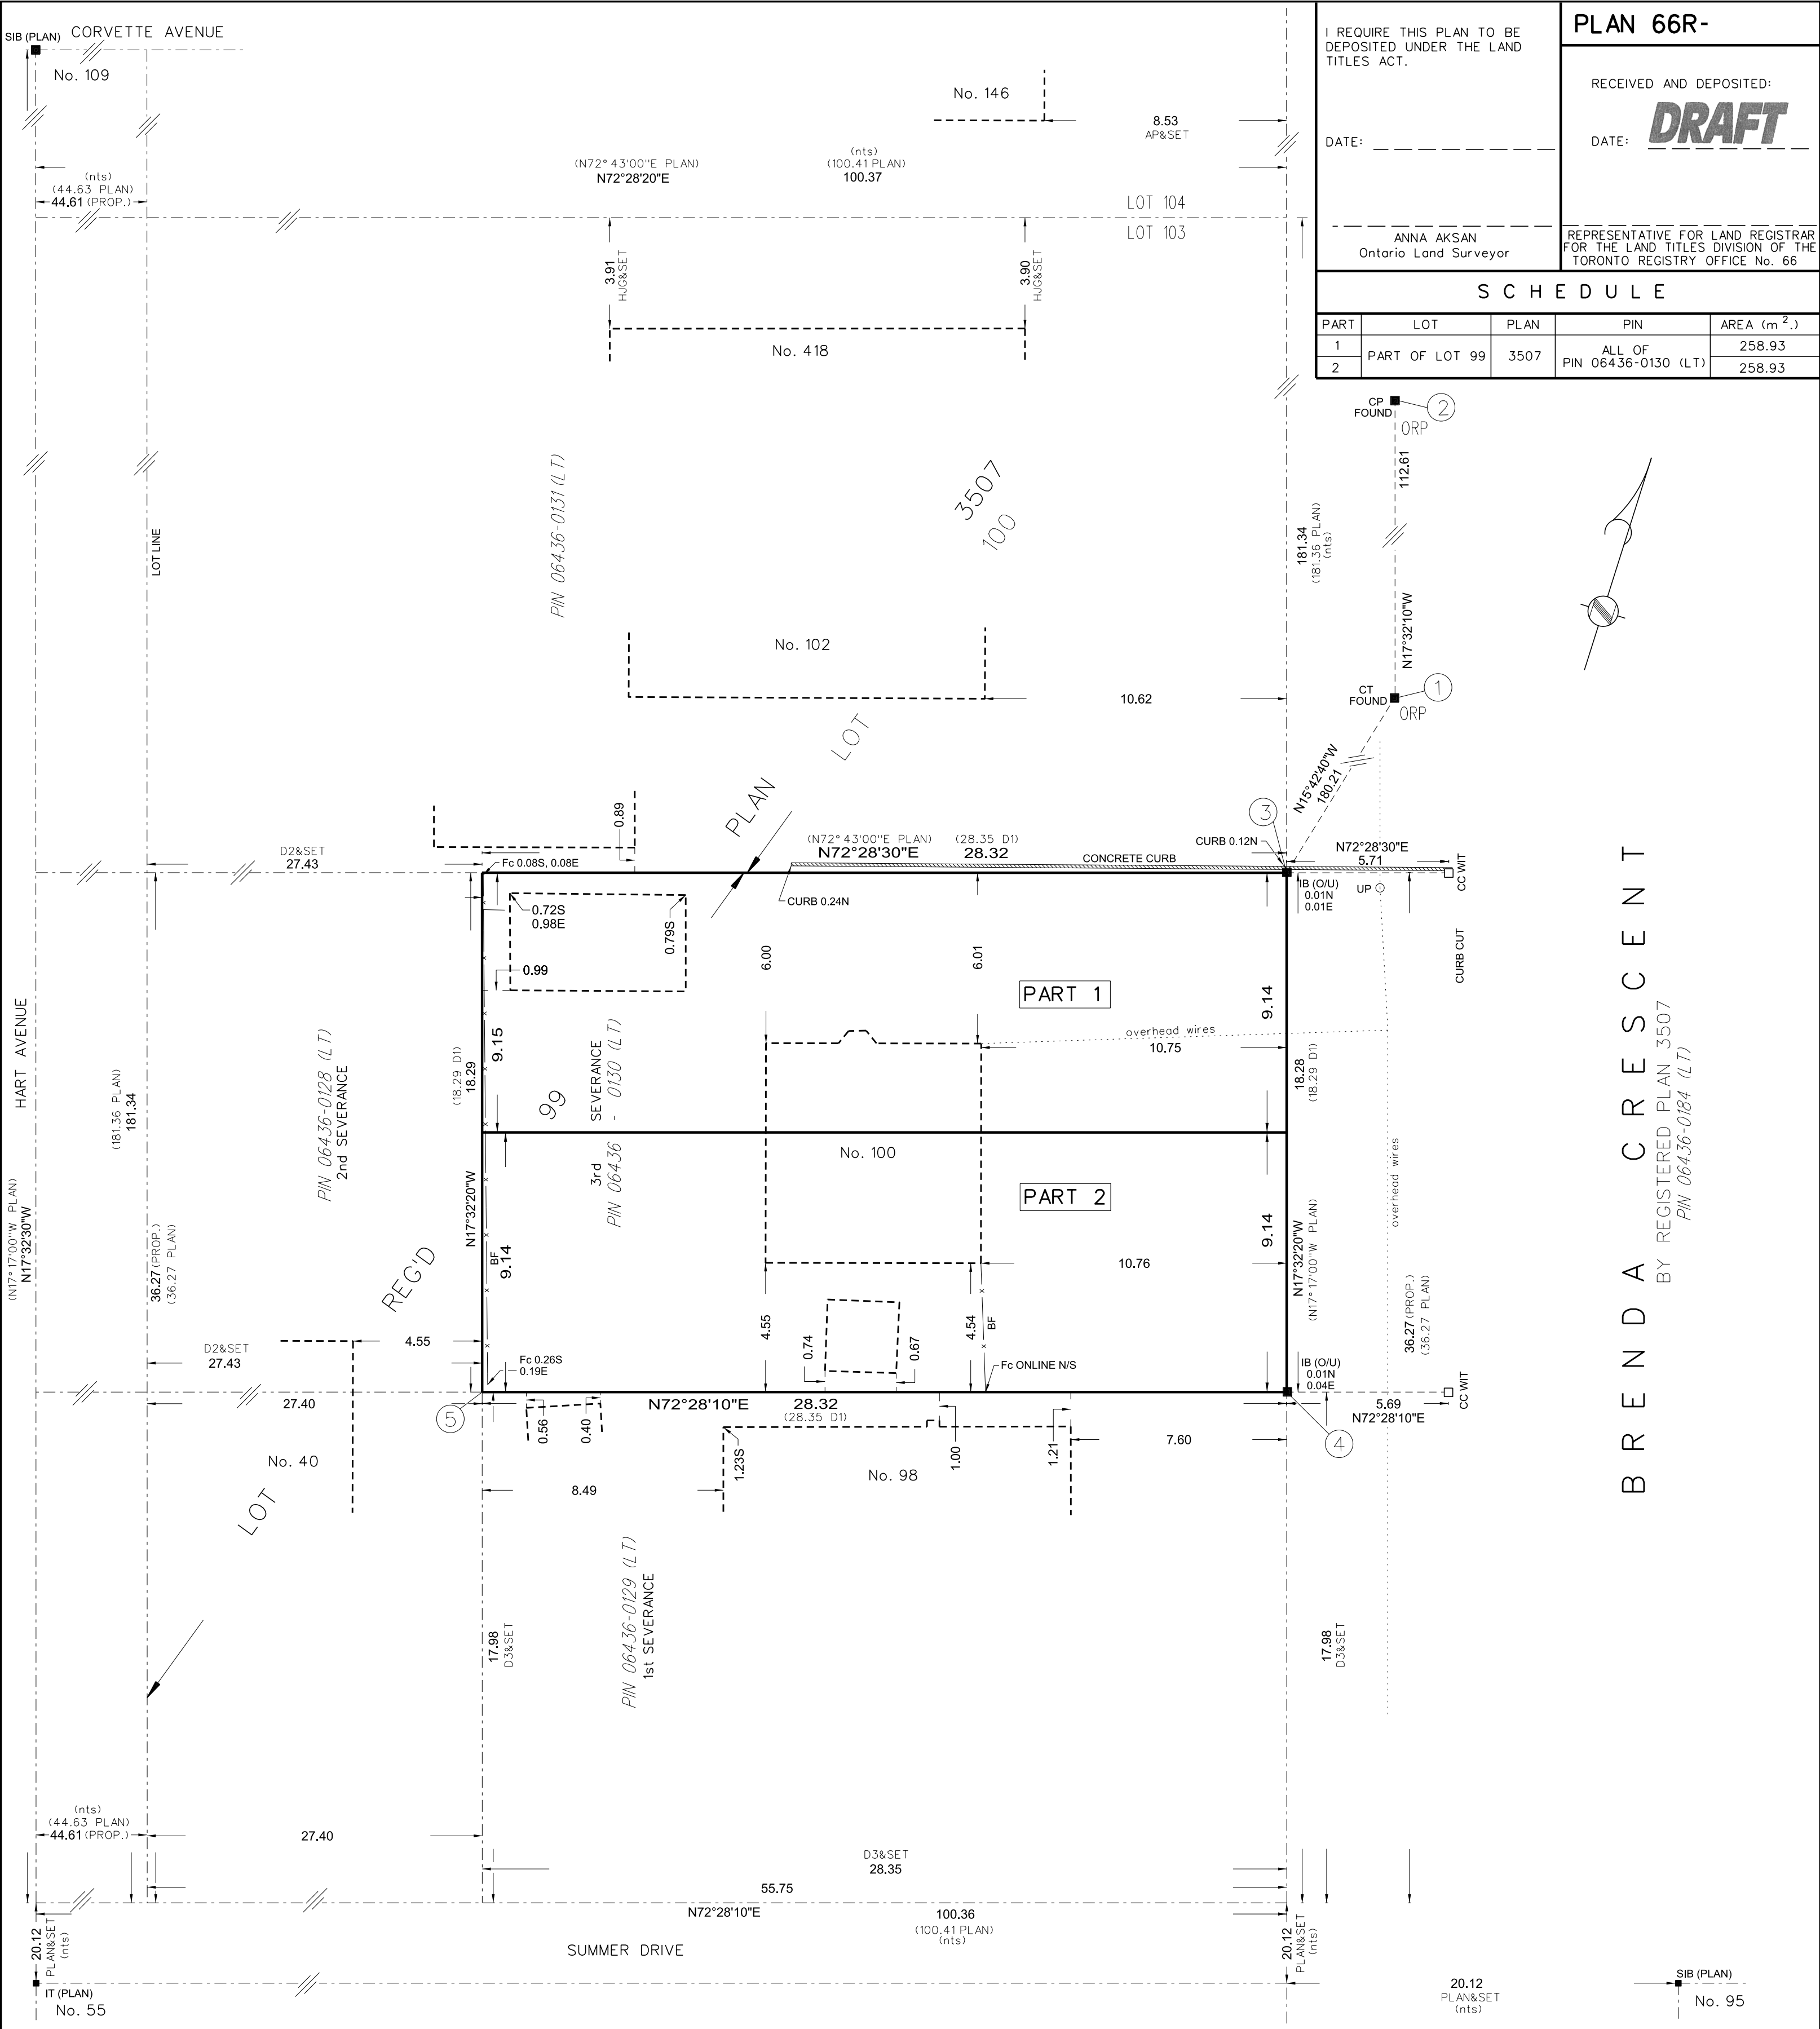 SIB (PLAN)
CORVETTE AVENUE
No. 109
No. 146
8.53
AP&SET
(nts)
(44.63 PLAN)
44.61 (PROP.)
(N72°43'00"E PLAN)
N72°28'20"E
(nts)
(100.41 PLAN)
100.37
LOT 104
LOT 103
3.91
HJG&SET
3.90
HJG&SET
No. 418
I REQUIRE THIS PLAN TO BE
DEPOSITED UNDER THE LAND
TITLES ACT.
DATE:
ANNA AKSAN
Ontario Land Surveyor
PLAN 66R-
RECEIVED AND DEPOSITED:
DRAFT
DATE:
REPRESENTATIVE FOR LAND REGISTRAR
FOR THE LAND TITLES DIVISION OF THE
TORONTO REGISTRY OFFICE No. 66
SCHEDULE
PART LOT PLAN PIN AREA (m2.)
1 PART OF LOT 99 3507 ALL OF 258.93
PIN 06436-0130 (LT)
2 258.93
CP
FOUND
2
ORP
112.61
N17°32'10"W
CT
FOUND
1
ORP
N15°42'40"W
180.21
181.34
(181.36 PLAN)
(nts)
LOT LINE
PIN 06436-0131 (LT)
3507
100
No. 102
10.62
LOT
PLAN
0.89
3
D2&SET
27.43
Fc 0.08S, 0.08E
(N72°43'00"E PLAN)
N72°28'30"E
(28.35 D1)
28.32
CONCRETE CURB
CURB 0.12N
N72°28'30"E
5.71
CURB 0.24N
IB (O/U)
0.01N
0.01E
UP
CC WIT
CURB CUT
0.72S
0.98E
0.79S
0.99
6.00
6.01
PART 1
9.14
9.15
(18.29 D1)
18.29
overhead wires
10.75
18.28
(18.29 D1)
HART AVENUE
(181.36 PLAN)
181.34
PIN 06436-0128 (LT)
2nd SEVERANCE
99
3rd SEVERANCE
PIN 06436 - 0130 (LT)
No. 100
PART 2
overhead wires
BRENDA CRESCENT
BY REGISTERED PLAN 3507
PIN 06436-0184 (LT)
(N17°17'00"W PLAN)
N17°32'30"W
36.27 (PROP.)
(36.27 PLAN)
N17°32'20"W
BF
9.14
10.76
9.14
N17°32'20"W
(N17°17'00"W PLAN)
36.27 (PROP.)
(36.27 PLAN)
REG'D
D2&SET
27.43
4.55
4.55
4.54
BF
0.74
0.67
Fc 0.26S
0.19E
Fc ONLINE N/S
IB (O/U)
0.01N
0.04E
CC WIT
27.40
5
N72°28'10"E
28.32
(28.35 D1)
5.69
N72°28'10"E
4
0.56
0.40
1.23S
1.00
1.21
7.60
No. 40
No. 98
8.49
LOT
17.98
D3&SET
PIN 06436-0129 (LT)
1st SEVERANCE
17.98
D3&SET
(nts)
(44.63 PLAN)
44.61 (PROP.)
27.40
D3&SET
28.35
55.75
N72°28'10"E
100.36
(100.41 PLAN)
(nts)
20.12
PLAN&SET
(nts)
SUMMER DRIVE
20.12
PLAN&SET
(nts)
IT (PLAN)
No. 55
20.12
PLAN&SET
(nts)
SIB (PLAN)
No. 95